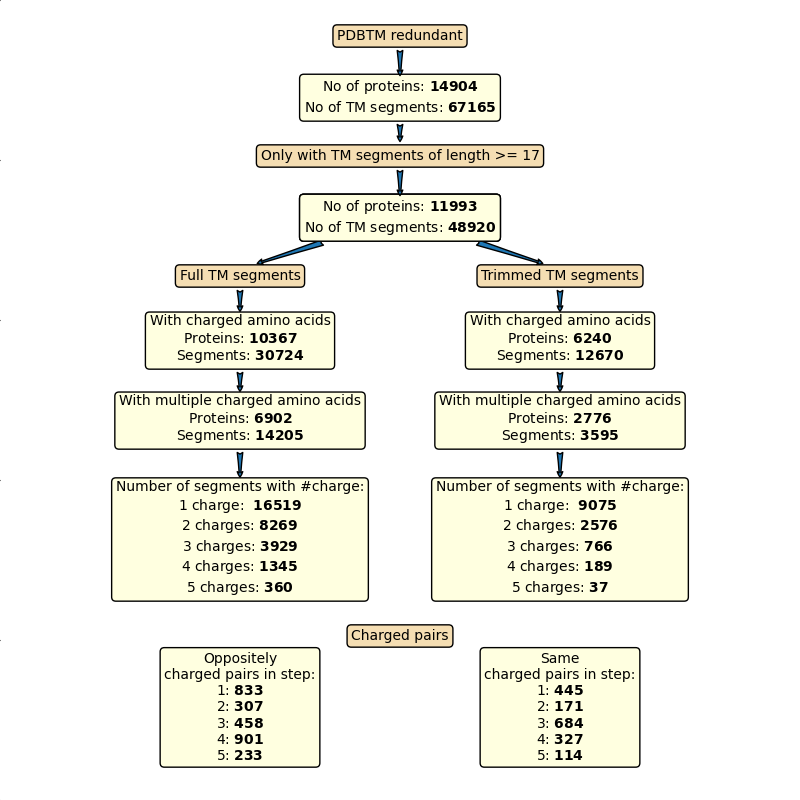 PDBTM redundant
No of proteins: 14904
No of TM segments: 67165
Only with TM segments of length >= 17
No of proteins: 11993
No of TM segments: 48920
Full TM segments
Trimmed TM segments
With charged amino acids
Proteins: 10367
Segments: 30724
With charged amino acids
Proteins: 6240
Segments: 12670
With multiple charged amino acids
Proteins: 6902
Segments: 14205
With multiple charged amino acids
Proteins: 2776
Segments: 3595
Number of segments with #charge:
1 charge:  16519
2 charges: 8269
3 charges: 3929
4 charges: 1345
5 charges: 360
Number of segments with #charge:
1 charge:  9075
2 charges: 2576
3 charges: 766
4 charges: 189
5 charges: 37
Charged pairs
Oppositely
charged pairs in step:
1: 833
2: 307
3: 458
4: 901
5: 233
Same
charged pairs in step:
1: 445
2: 171
3: 684
4: 327
5: 114